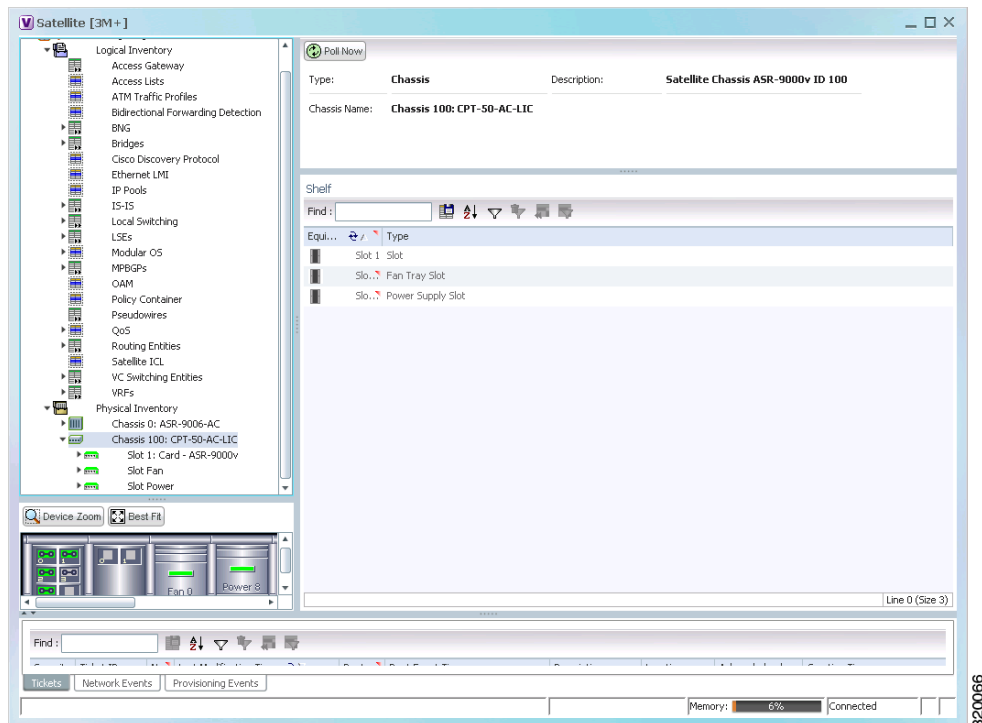 Satellite [3M+]
Logical Inventory
Access Gateway
Access Lists
ATM Traffic Profiles
Bidirectional Forwarding Detection
BNG
Bridges
Cisco Discovery Protocol
Ethernet LMI
IP Pools
IS-IS
Local Switching
LSEs
Modular OS
MPBGPs
OAM
Policy Container
Pseudowires
QoS
Routing Entities
Satellite ICL
VC Switching Entities
VRFs
Physical Inventory
Chassis 0: ASR-9006-AC
Chassis 100: CPT-50-AC-LIC
Slot 1: Card - ASR-9000v
Slot Fan
Slot Power
Device Zoom
Best Fit
Fan 0
Power 8
Poll Now
Type: Chassis Description: Satellite Chassis ASR-9000v ID 100
Chassis Name: Chassis 100: CPT-50-AC-LIC
Shelf
Find :
Equi... Type
Slot 1 Slot
Slo... Fan Tray Slot
Slo... Power Supply Slot
Line 0 (Size 3)
Find :
Tickets Network Events Provisioning Events
Memory: 6% Connected
320066